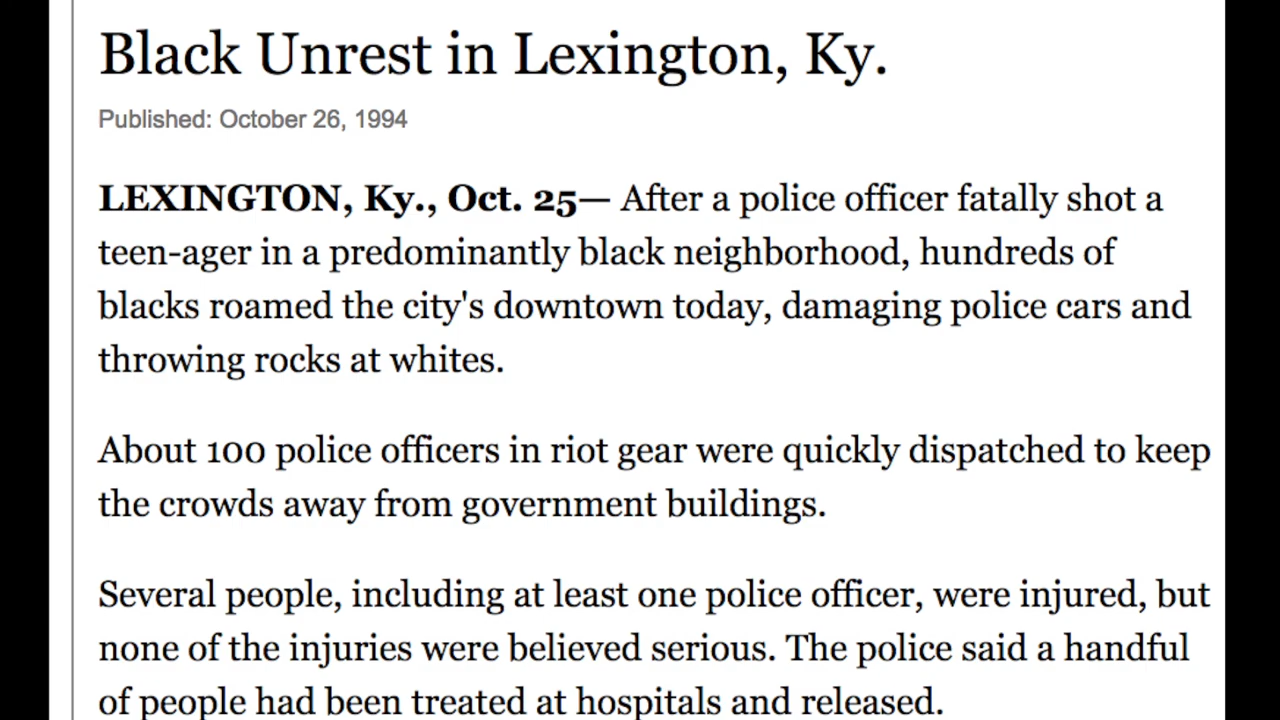 Black Unrest in Lexington, Ky.
Published: October 26, 1994
LEXINGTON, Ky., Oct. 25— After a police officer fatally shot a
teen-ager in a predominantly black neighborhood, hundreds of
blacks roamed the city's downtown today, damaging police cars and
throwing rocks at whites.
About 100 police officers in riot gear were quickly dispatched to keep
the crowds away from government buildings.
Several people, including at least one police officer, were injured, but
none of the injuries were believed serious. The police said a handful
of people had been treated at hospitals and released.